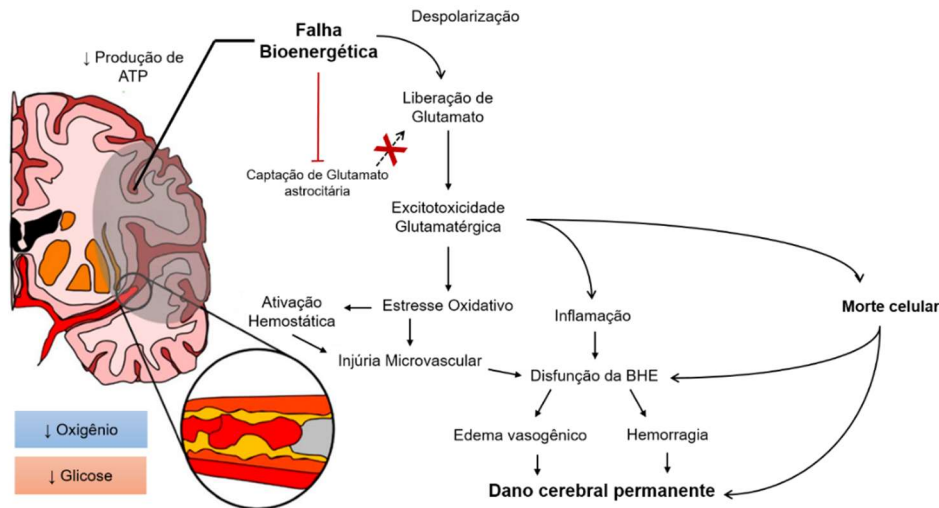 Despolarização
Falha
Bioenergética
↓ Produção de
ATP
Liberação de
Glutamato
Captação de Glutamato
astrocitária
Excitotoxicidade
Glutamatérgica
Ativação
Hemostática
Estresse Oxidativo
Inflamação
Morte celular
Injúria Microvascular
Disfunção da BHE
↓ Oxigênio
Edema vasogênico
Hemorragia
↓ Glicose
Dano cerebral permanente